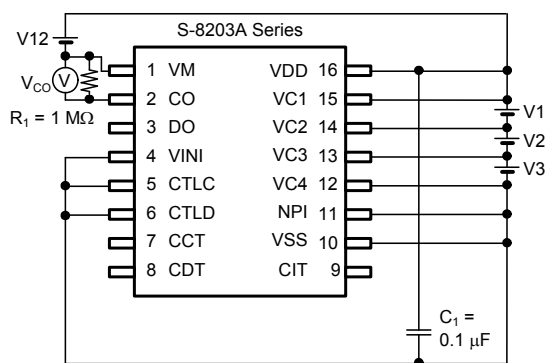 S-8203A Series
V12
V
V_CO
R₁ = 1 MΩ
1 VM
2 CO
3 DO
4 VINI
5 CTLC
6 CTLD
7 CCT
8 CDT
VDD 16
VC1 15
VC2 14
VC3 13
VC4 12
NPI 11
VSS 10
CIT 9
V1
V2
V3
C₁ =
0.1 μF